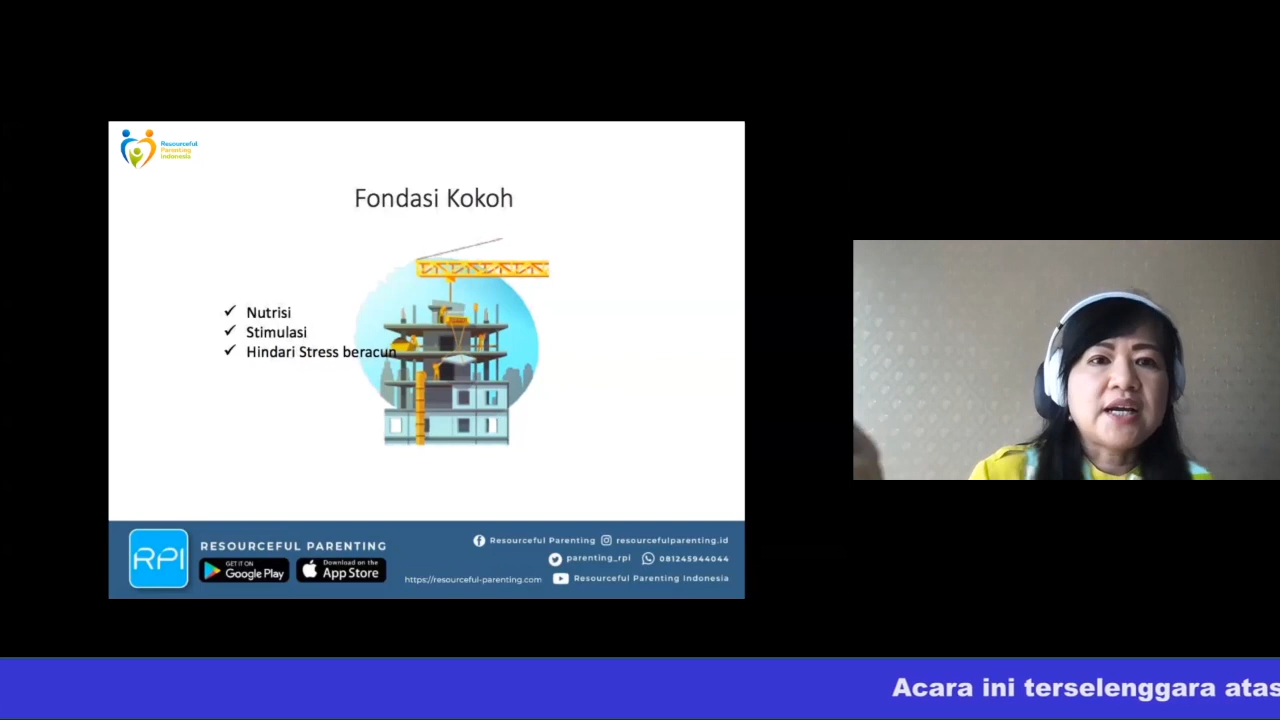 Resourceful
Parenting
Indonesia
Fondasi Kokoh
✓ Nutrisi
✓ Stimulasi
✓ Hindari Stress beracun
RPI
RESOURCEFUL PARENTING
GET IT ON
Google Play
Download on the
App Store
Resourceful Parenting resourcefulparenting.id
parenting_rpi 081245944044
https://resourceful-parenting.com Resourceful Parenting Indonesia
Acara ini terselenggara atas